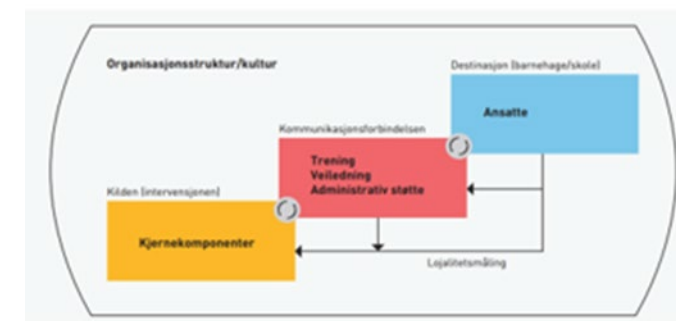 Organisasjonsstruktur/kultur
Destinasjon (barnehage/skole)
Ansatte
Kommunikasjonsforbindelsen
Trening
Veiledning
Administrativ støtte
Kilden (intervensjonen)
Kjernekomponenter
Lojalitetsmåling